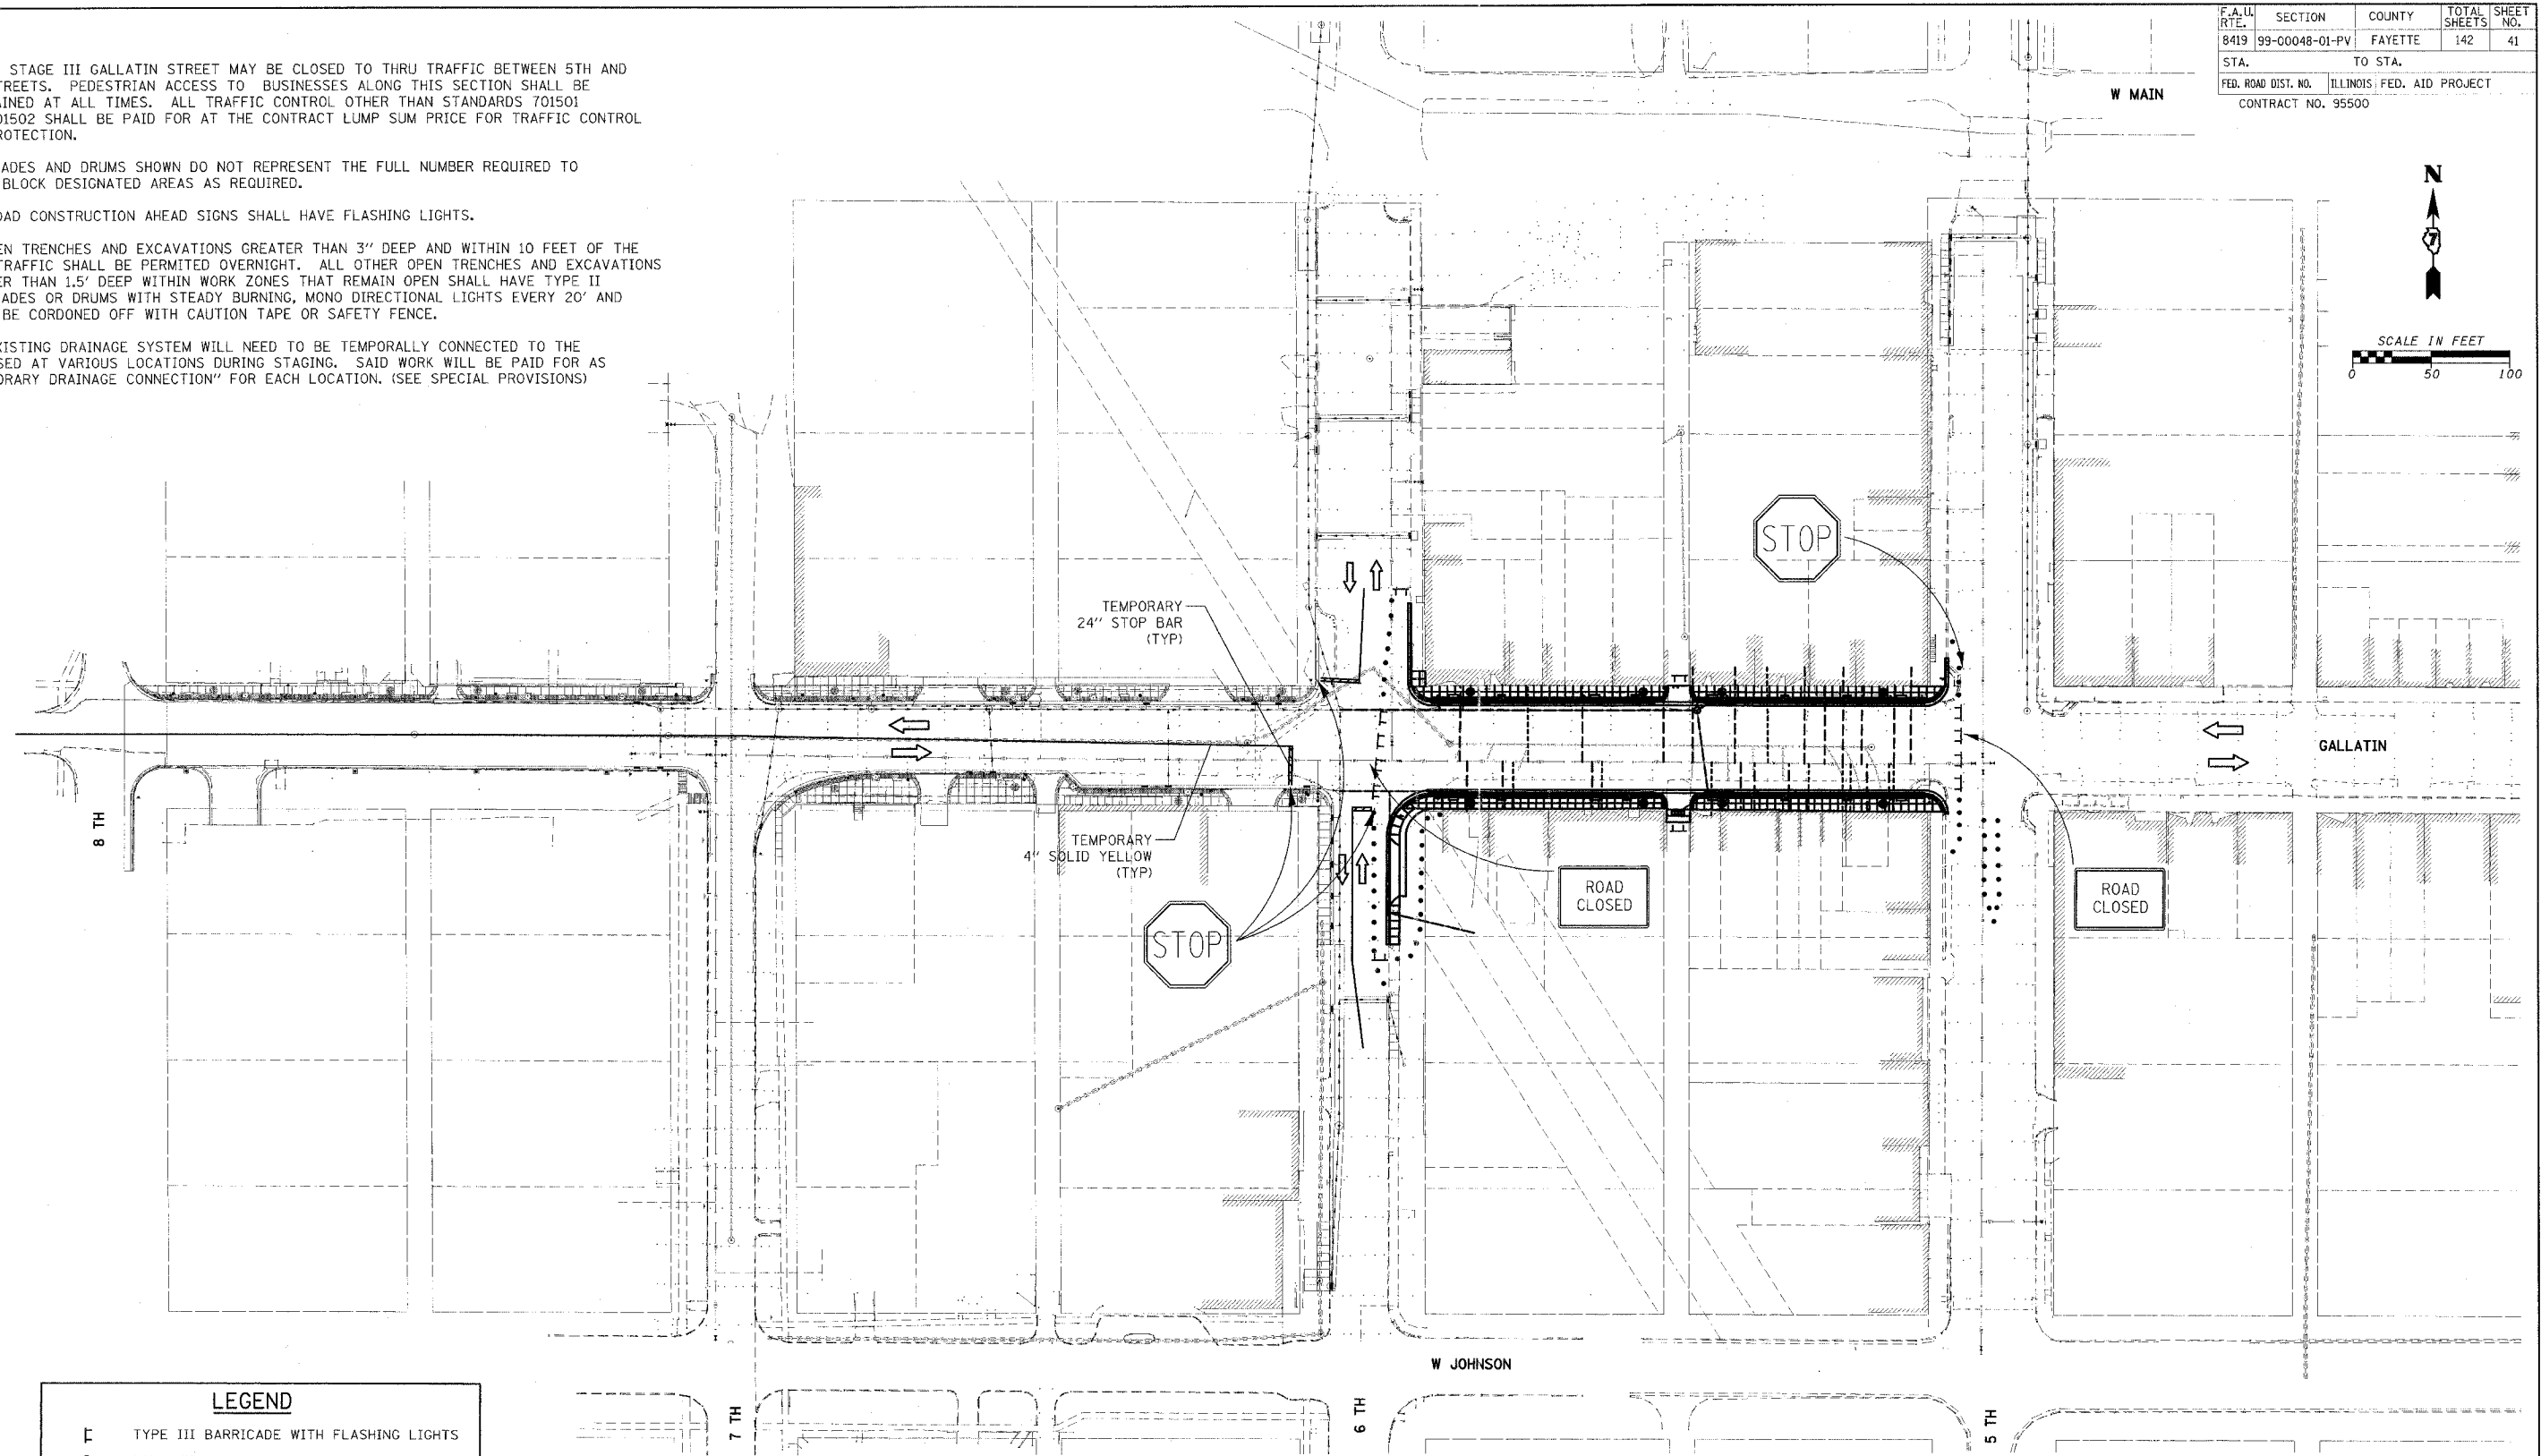 STAGE III GALLATIN STREET MAY BE CLOSED TO THRU TRAFFIC BETWEEN 5TH AND
TREETS. PEDESTRIAN ACCESS TO BUSINESSES ALONG THIS SECTION SHALL BE
AINED AT ALL TIMES. ALL TRAFFIC CONTROL OTHER THAN STANDARDS 701501
01502 SHALL BE PAID FOR AT THE CONTRACT LUMP SUM PRICE FOR TRAFFIC CONTROL
ROTECTION.
ADES AND DRUMS SHOWN DO NOT REPRESENT THE FULL NUMBER REQUIRED TO
BLOCK DESIGNATED AREAS AS REQUIRED.
OAD CONSTRUCTION AHEAD SIGNS SHALL HAVE FLASHING LIGHTS.
EN TRENCHES AND EXCAVATIONS GREATER THAN 3" DEEP AND WITHIN 10 FEET OF THE
TRAFFIC SHALL BE PERMITED OVERNIGHT. ALL OTHER OPEN TRENCHES AND EXCAVATIONS
ER THAN 1.5' DEEP WITHIN WORK ZONES THAT REMAIN OPEN SHALL HAVE TYPE II
ADES OR DRUMS WITH STEADY BURNING, MONO DIRECTIONAL LIGHTS EVERY 20' AND
BE CORDONED OFF WITH CAUTION TAPE OR SAFETY FENCE.
XISTING DRAINAGE SYSTEM WILL NEED TO BE TEMPORALLY CONNECTED TO THE
SED AT VARIOUS LOCATIONS DURING STAGING. SAID WORK WILL BE PAID FOR AS
ORARY DRAINAGE CONNECTION" FOR EACH LOCATION. (SEE SPECIAL PROVISIONS)
F.A.U. RTE. SECTION COUNTY TOTAL SHEETS SHEET NO.
8419 99-00048-01-PV FAYETTE 142 41
STA. TO STA.
FED. ROAD DIST. NO. ILLINOIS FED. AID PROJECT
CONTRACT NO. 95500
W MAIN
N
7
SCALE IN FEET
0 50 100
STOP
TEMPORARY
24" STOP BAR
(TYP)
GALLATIN
8 TH
TEMPORARY
4" SOLID YELLOW
(TYP)
STOP
ROAD
CLOSED
ROAD
CLOSED
W JOHNSON
7 TH
6 TH
5 TH
LEGEND
TYPE III BARRICADE WITH FLASHING LIGHTS